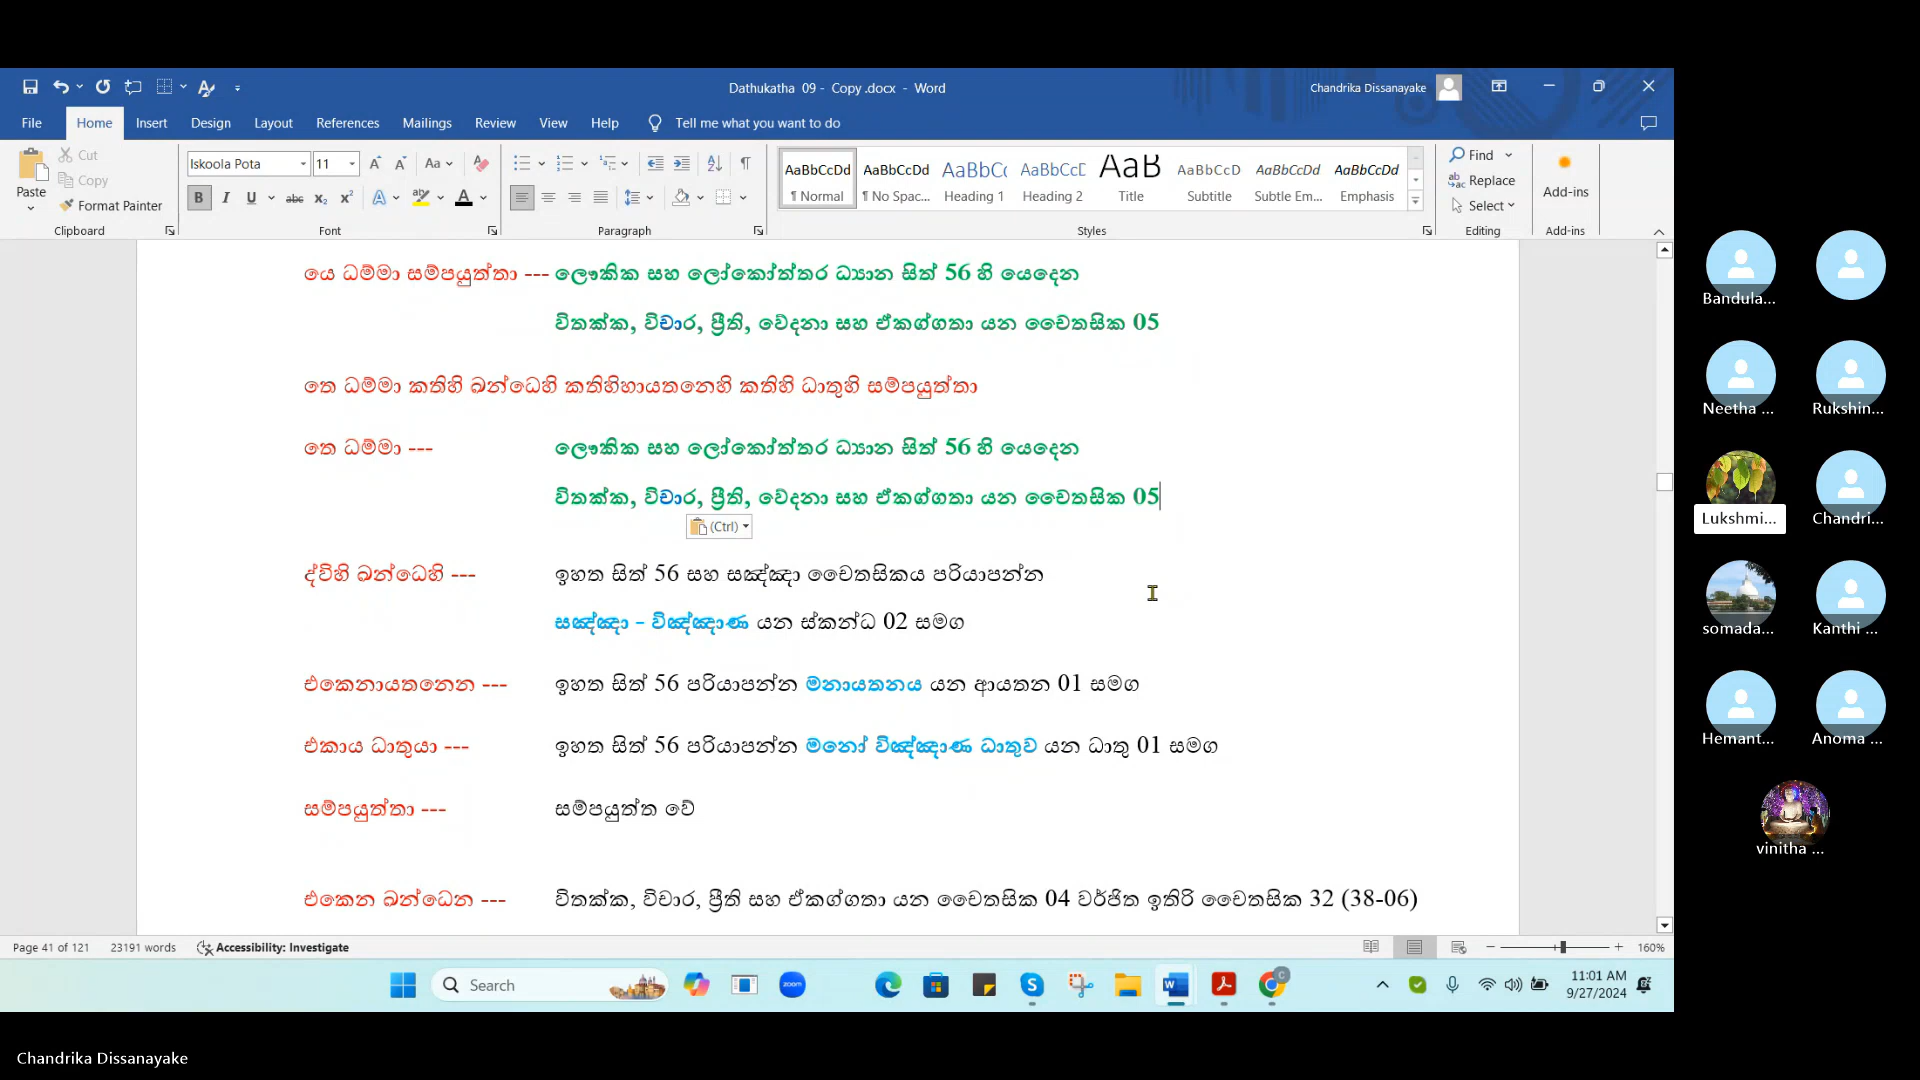 Dathukatha 09 - Copy .docx - Word
Chandrika Dissanayake
File Home Insert Design Layout References Mailings Review View Help Tell me what you want to do
Paste Cut Copy Format Painter
Iskoola Pota 11
AaBbCcDd AaBbCcDd AaBbCc AaBbCcD AaB AaBbCcD AaBbCcDd AaBbCcDd
¶ Normal ¶ No Spac... Heading 1 Heading 2 Title Subtitle Subtle Em... Emphasis
Find Replace Select
Add-ins
Clipboard Font Paragraph Styles Editing Add-ins
යෙ ධම්මා සම්පයුත්තා --- ලෞකික සහ ලෝකෝත්තර ධ්‍යාන සිත් 56 හි යෙදෙන
විතක්ක, විචාර, ප්‍රීති, වේදනා සහ ඒකග්ගතා යන චෛතසික 05
තෙ ධම්මා කතිහි ඛන්ධෙහි කතිහිහායතනෙහි කතිහි ධාතුහි සම්පයුත්තා
තෙ ධම්මා --- ලෞකික සහ ලෝකෝත්තර ධ්‍යාන සිත් 56 හි යෙදෙන
විතක්ක, විචාර, ප්‍රීති, වේදනා සහ ඒකග්ගතා යන චෛතසික 05
(Ctrl)
ද්විහි ඛන්ධෙහි --- ඉහත සිත් 56 සහ සඤ්ඤා චෛතසිකය පරියාපන්න
සඤ්ඤා - විඤ්ඤාණ යන ස්කන්ධ 02 සමග
එකෙනායතනෙන --- ඉහත සිත් 56 පරියාපන්න මනායතනය යන ආයතන 01 සමග
එකාය ධාතුයා --- ඉහත සිත් 56 පරියාපන්න මනෝ විඤ්ඤාණ ධාතුව යන ධාතු 01 සමග
සම්පයුත්තා --- සම්පයුත්ත වේ
එකෙන ඛන්ධෙන --- විතක්ක, විචාර, ප්‍රීති සහ ඒකග්ගතා යන චෛතසික 04 වර්ජිත ඉතිරි චෛතසික 32 (38-06)
Page 41 of 121 23191 words Accessibility: Investigate 160%
Search zoom
11:01 AM
9/27/2024
Bandula...
Neetha ... Rukshin...
Lukshmi... Chandri...
somada... Kanthi ...
Hemant... Anoma ...
vinitha ...
Chandrika Dissanayake